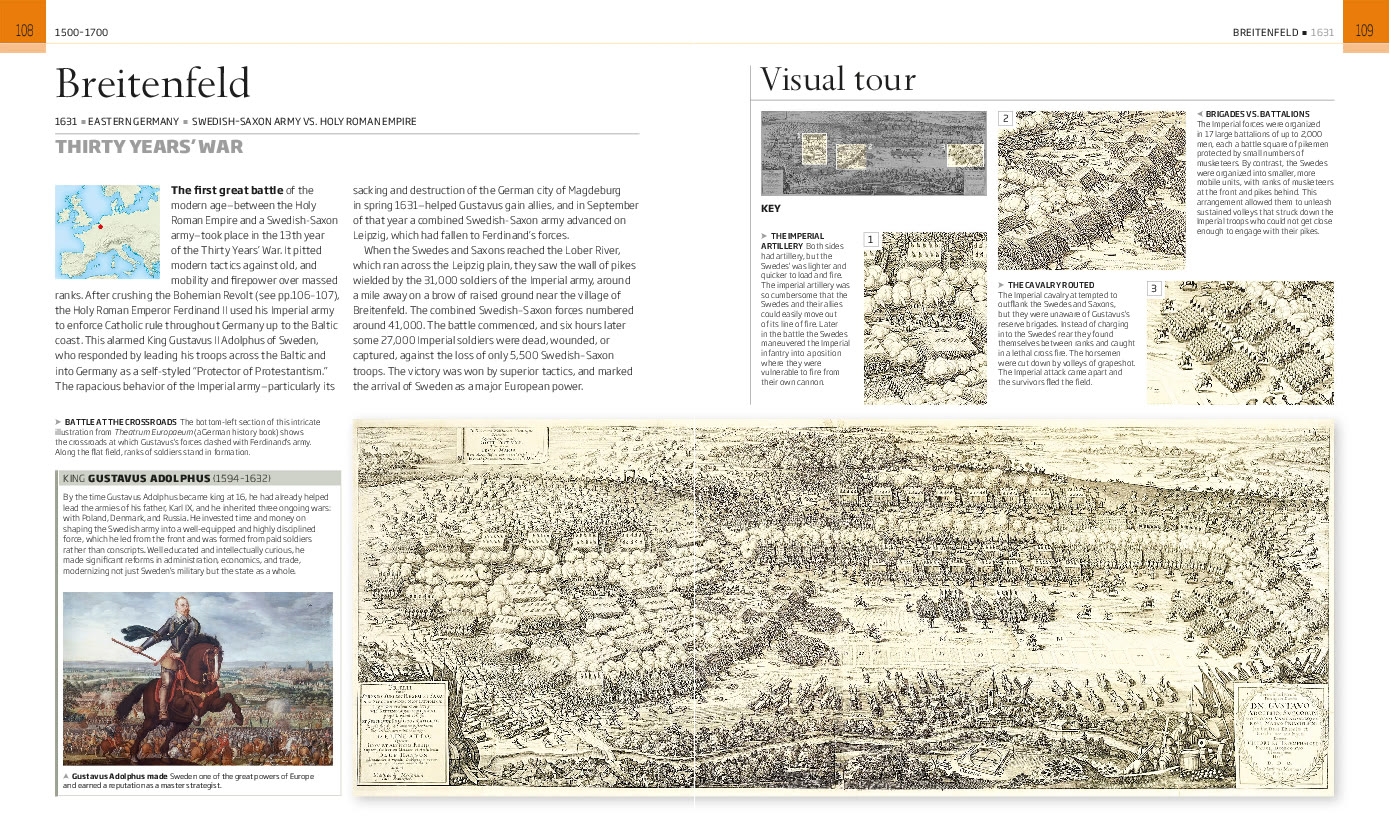 108
1500–1700
BREITENFELD ■ 1631
109
Breitenfeld
1631 ■ EASTERN GERMANY ■ SWEDISH–SAXON ARMY VS. HOLY ROMAN EMPIRE
THIRTY YEARS’ WAR
The first great battle of the
modern age—between the Holy
Roman Empire and a Swedish-Saxon
army—took place in the 13th year
of the Thirty Years’ War. It pitted
modern tactics against old, and
mobility and firepower over massed
ranks. After crushing the Bohemian Revolt (see pp.106–107),
the Holy Roman Emperor Ferdinand II used his Imperial army
to enforce Catholic rule throughout Germany up to the Baltic
coast. This alarmed King Gustavus II Adolphus of Sweden,
who responded by leading his troops across the Baltic and
into Germany as a self-styled “Protector of Protestantism.”
The rapacious behavior of the Imperial army—particularly its
sacking and destruction of the German city of Magdeburg
in spring 1631—helped Gustavus gain allies, and in September
of that year a combined Swedish-Saxon army advanced on
Leipzig, which had fallen to Ferdinand’s forces.
When the Swedes and Saxons reached the Lober River,
which ran across the Leipzig plain, they saw the wall of pikes
wielded by the 31,000 soldiers of the Imperial army, around
a mile away on a brow of raised ground near the village of
Breitenfeld. The combined Swedish–Saxon forces numbered
around 41,000. The battle commenced, and six hours later
some 27,000 Imperial soldiers were dead, wounded, or
captured, against the loss of only 5,500 Swedish–Saxon
troops. The victory was won by superior tactics, and marked
the arrival of Sweden as a major European power.
BATTLE AT THE CROSSROADS The bottom-left section of this intricate
illustration from Theatrum Europaeum (a German history book) shows
the crossroads at which Gustavus’s forces clashed with Ferdinand’s army.
Along the flat field, ranks of soldiers stand in formation.
KING GUSTAVUS ADOLPHUS (1594–1632)
By the time Gustavus Adolphus became king at 16, he had already helped
lead the armies of his father, Karl IX, and he inherited three ongoing wars:
with Poland, Denmark, and Russia. He invested time and money on
shaping the Swedish army into a well-equipped and highly disciplined
force, which he led from the front and was formed from paid soldiers
rather than conscripts. Well educated and intellectually curious, he
made significant reforms in administration, economics, and trade,
modernizing not just Sweden’s military but the state as a whole.
Gustavus Adolphus made Sweden one of the great powers of Europe
and earned a reputation as a master strategist.
Visual tour
KEY
THE IMPERIAL
ARTILLERY Both sides
had artillery, but the
Swedes’ was lighter and
quicker to load and fire.
The imperial artillery was
so cumbersome that the
Swedes and their allies
could easily move out
of its line of fire. Later
in the battle the Swedes
maneuvered the Imperial
infantry into a position
where they were
vulnerable to fire from
their own cannon.
1
2
BRIGADES VS. BATTALIONS
The Imperial forces were organized
in 17 large battalions of up to 2,000
men, each a battle square of pikemen
protected by small numbers of
musketeers. By contrast, the Swedes
were organized into smaller, more
mobile units, with ranks of musketeers
at the front and pikes behind. This
arrangement allowed them to unleash
sustained volleys that struck down the
Imperial troops who could not get close
enough to engage with their pikes.
THE CAVALRY ROUTED
The Imperial cavalry attempted to
outflank the Swedes and Saxons,
but they were unaware of Gustavus’s
reserve brigades. Instead of charging
into the Swedes’ rear they found
themselves between ranks and caught
in a lethal cross fire. The horsemen
were cut down by volleys of grapeshot.
The Imperial attack came apart and
the survivors fled the field.
3